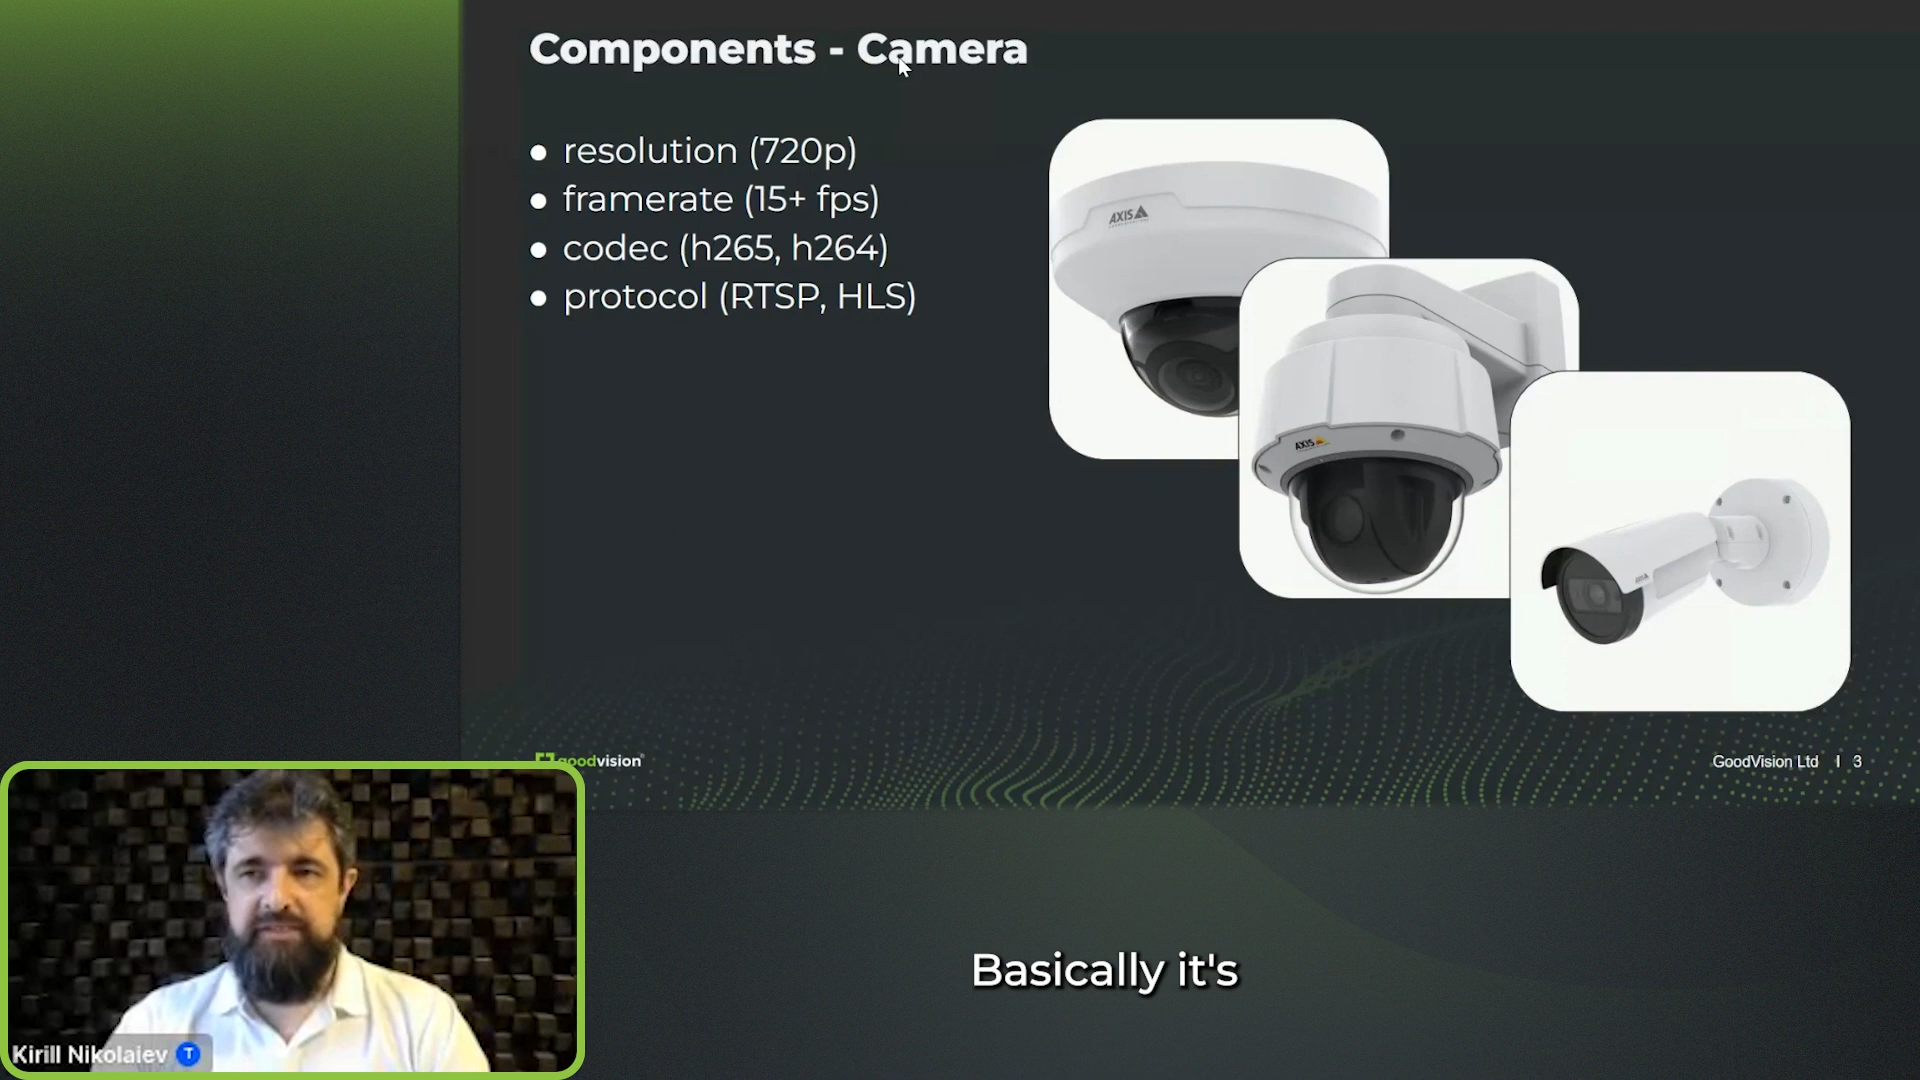 Components - Camera
● resolution (720p)
● framerate (15+ fps)
● codec (h265, h264)
● protocol (RTSP, HLS)
AXIS
AXIS
AXIS
goodvision
GoodVision Ltd | 3
Basically it's
Kirill Nikolaiev T